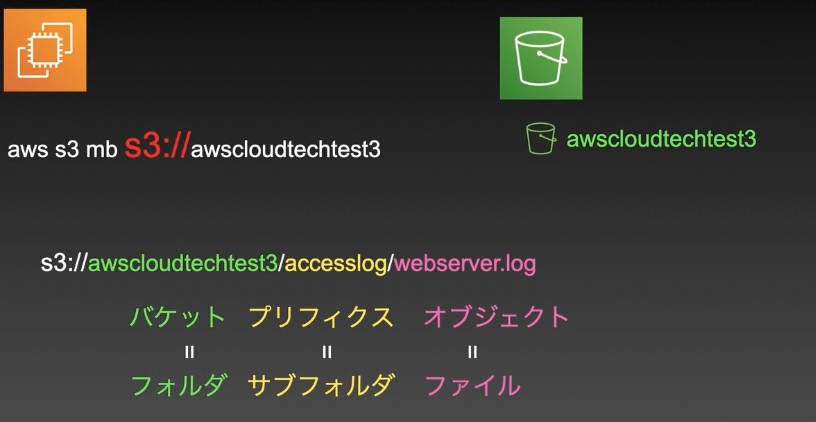 aws s3 mb s3://awscloudtechtest3
awscloudtechtest3
s3://awscloudtechtest3/accesslog/webserver.log
バケット プリフィクス オブジェクト
= = =
フォルダ サブフォルダ ファイル